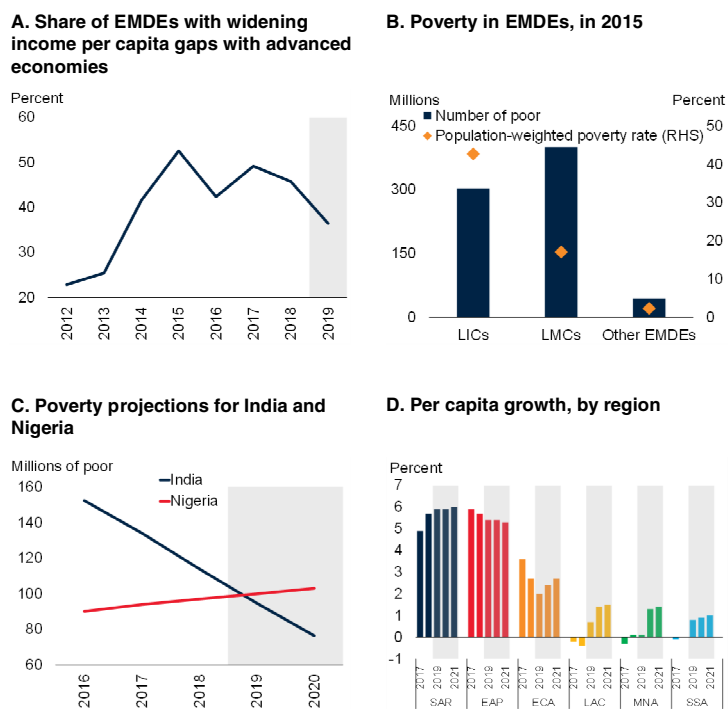 A. Share of EMDEs with widening
income per capita gaps with advanced
economies
Percent
60
50
40
30
20
2012
2013
2014
2015
2016
2017
2018
2019
B. Poverty in EMDEs, in 2015
Millions
Percent
Number of poor
Population-weighted poverty rate (RHS)
450
300
150
0
50
40
30
20
10
0
LICs
LMCs
Other EMDEs
C. Poverty projections for India and
Nigeria
Millions of poor
India
Nigeria
160
140
120
100
80
60
2016
2017
2018
2019
2020
D. Per capita growth, by region
Percent
7
6
5
4
3
2
1
0
-1
2017
2019
2021
2017
2019
2021
2017
2019
2021
2017
2019
2021
2017
2019
2021
2017
2019
2021
SAR
EAP
ECA
LAC
MNA
SSA